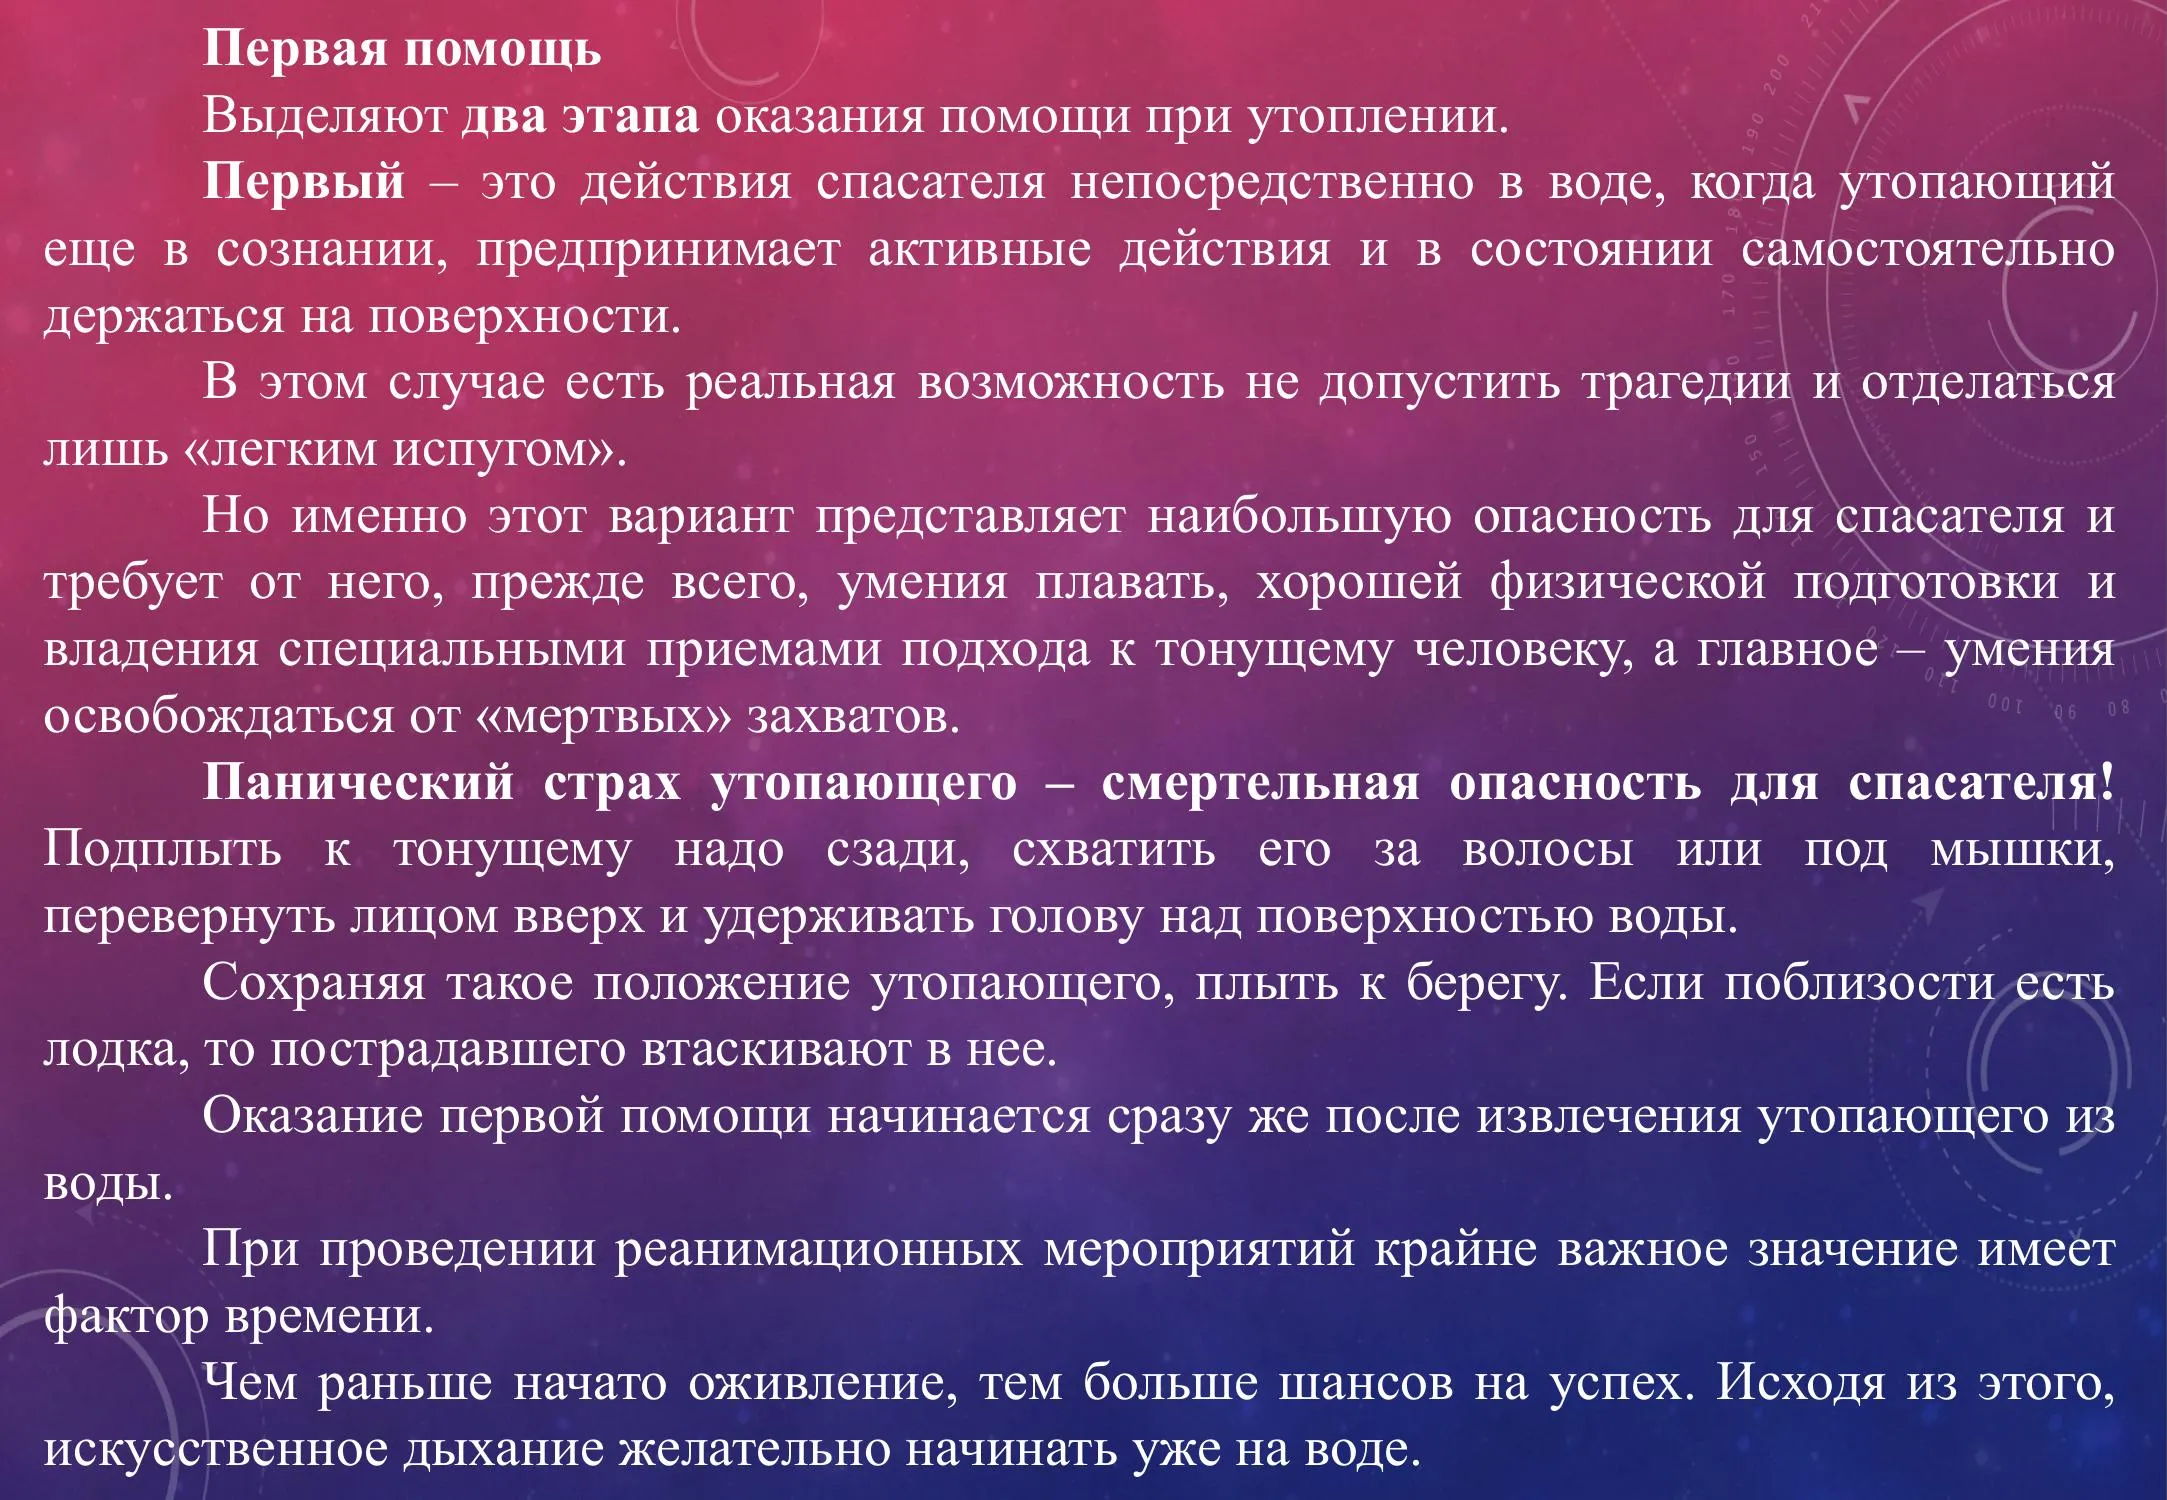 Первая помощь
Выделяют два этапа оказания помощи при утоплении.
Первый – это действия спасателя непосредственно в воде, когда утопающий
еще в сознании, предпринимает активные действия и в состоянии самостоятельно
держаться на поверхности.
В этом случае есть реальная возможность не допустить трагедии и отделаться
лишь «легким испугом».
Но именно этот вариант представляет наибольшую опасность для спасателя и
требует от него, прежде всего, умения плавать, хорошей физической подготовки и
владения специальными приемами подхода к тонущему человеку, а главное – умения
освобождаться от «мертвых» захватов.
Панический страх утопающего – смертельная опасность для спасателя!
Подплыть к тонущему надо сзади, схватить его за волосы или под мышки,
перевернуть лицом вверх и удерживать голову над поверхностью воды.
Сохраняя такое положение утопающего, плыть к берегу. Если поблизости есть
лодка, то пострадавшего втаскивают в нее.
Оказание первой помощи начинается сразу же после извлечения утопающего из
воды.
При проведении реанимационных мероприятий крайне важное значение имеет
фактор времени.
Чем раньше начато оживление, тем больше шансов на успех. Исходя из этого,
искусственное дыхание желательно начинать уже на воде.